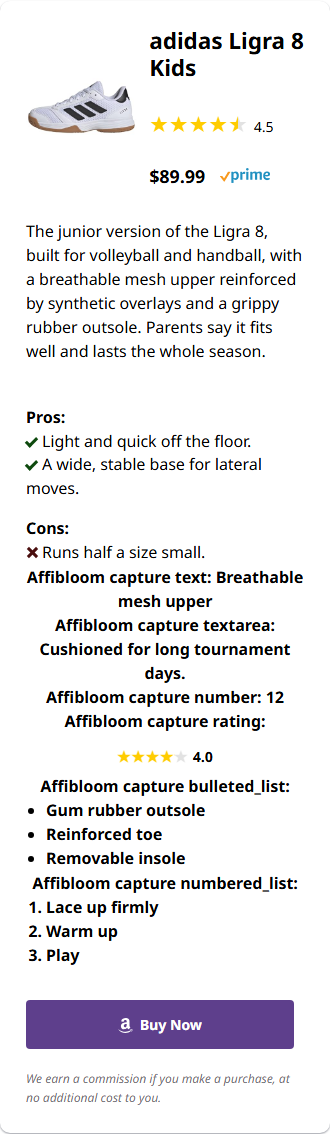 adidas Ligra 8
Kids
4.5
$89.99 prime
The junior version of the Ligra 8,
built for volleyball and handball, with
a breathable mesh upper reinforced
by synthetic overlays and a grippy
rubber outsole. Parents say it fits
well and lasts the whole season.
Pros:
Light and quick off the floor.
A wide, stable base for lateral
moves.
Cons:
Runs half a size small.
Affibloom capture text: Breathable
mesh upper
Affibloom capture textarea:
Cushioned for long tournament
days.
Affibloom capture number: 12
Affibloom capture rating:
4.0
Affibloom capture bulleted_list:
• Gum rubber outsole
• Reinforced toe
• Removable insole
Affibloom capture numbered_list:
1. Lace up firmly
2. Warm up
3. Play
Buy Now
We earn a commission if you make a purchase, at
no additional cost to you.